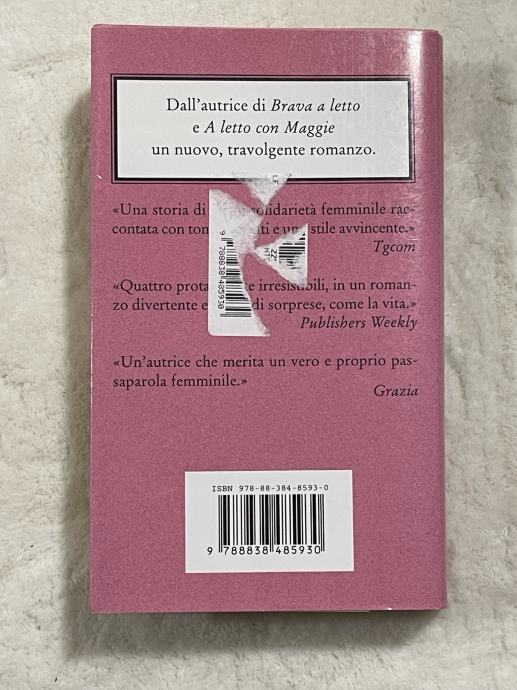 Dall'autrice di Brava a letto
e A letto con Maggie
un nuovo, travolgente romanzo.
«Una storia di solidarietà femminile rac-
contata con e stile avvincente.»
Tgcom
9 788838 485930
«Quattro irresistibili, in un roman-
zo divertente e di sorprese, come la vita.»
Publishers Weekly
«Un'autrice che merita un vero e proprio pas-
saparola femminile.»
Grazia
ISBN 978-88-384-8593-0
9 788838 485930